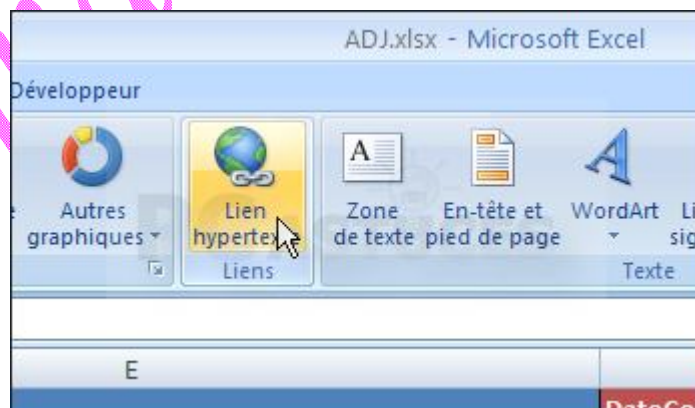 ADJ.xlsx - Microsoft Excel
Développeur
Autres graphiques
Lien hypertexte
Zone de texte
En-tête et pied de page
WordArt
Liens
Texte
E